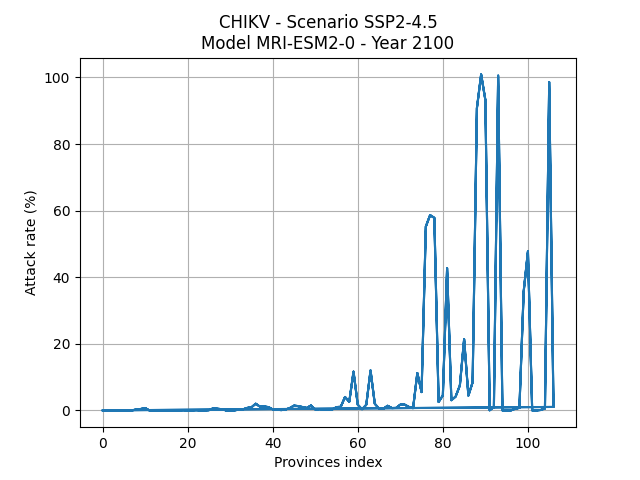 CHIKV - Scenario SSP2-4.5
Model MRI-ESM2-0 - Year 2100
100
80
60
40
20
0
Attack rate (%)
0 20 40 60 80 100
Provinces index